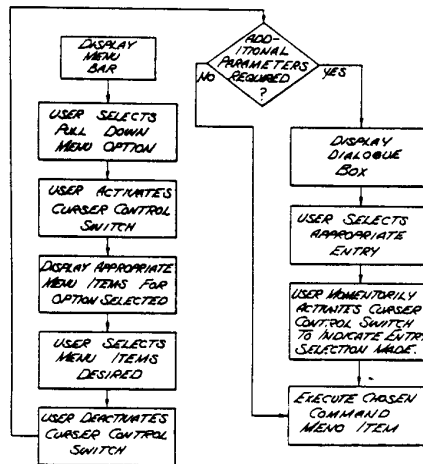 DISPLAY
MENU
BAR
USER SELECTS
PULL DOWN
MENU OPTION
USER ACTIVATES
CURSER CONTROL
SWITCH
DISPLAY APPROPRIATE
MENU ITEMS FOR
OPTION SELECTED
USER SELECTS
MENU ITEMS
DESIRED
USER DEACTIVATES
CURSER CONTROL
SWITCH
ADD-
ITIONAL
PARAMETERS
REQUIRED
?
NO
YES
DISPLAY
DIALOGUE
BOX
USER SELECTS
APPROPRIATE
ENTRY
USER MOMENTORILY
ACTIVATES CURSER
CONTROL SWITCH
TO INDICATE ENTRY
SELECTION MADE.
EXECUTE CHOSEN
COMMAND
MENO ITEM